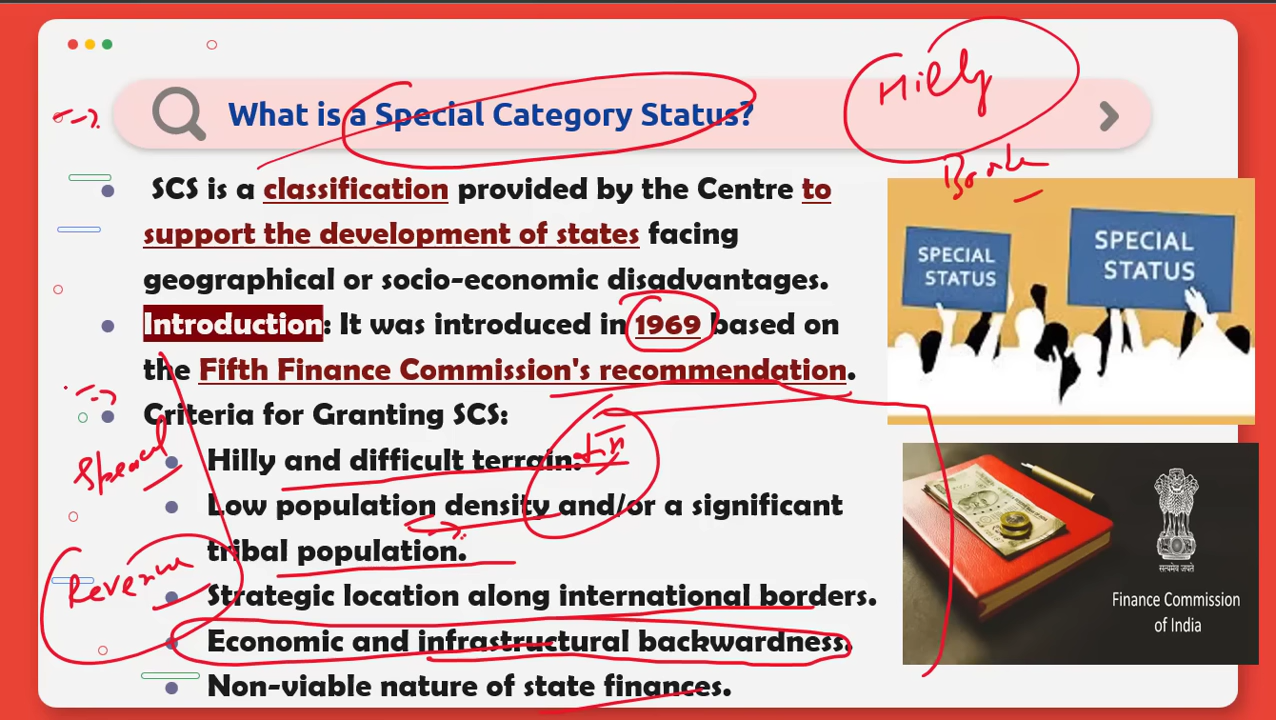 What is a Special Category Status?
Hilly
SCS is a classification provided by the Centre to
support the development of states facing
geographical or socio-economic disadvantages.
Introduction: It was introduced in 1969 based on
the Fifth Finance Commission's recommendation.
Criteria for Granting SCS:
Hilly and difficult terrain.
Low population density and/or a significant
tribal population.
Strategic location along international borders.
Economic and infrastructural backwardness.
Non-viable nature of state finances.
Special
Revenue
SPECIAL
STATUS
SPECIAL
STATUS
सत्यमेव जयते
Finance Commission
of India